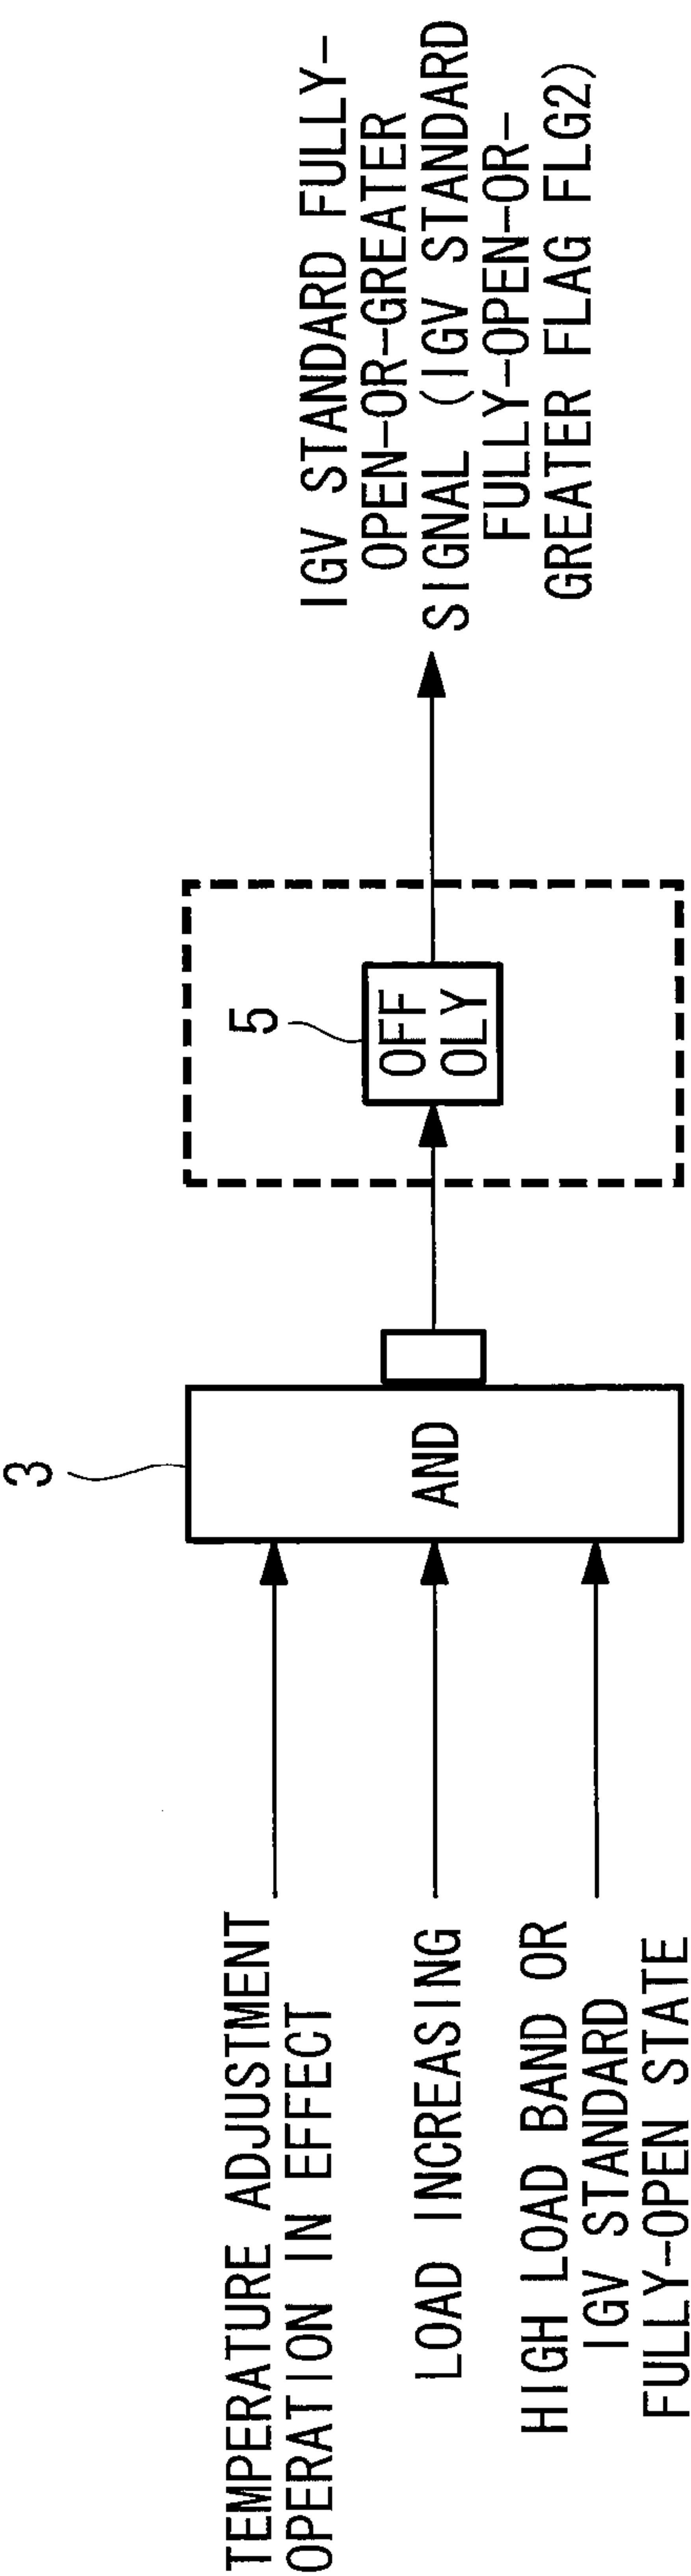 TEMPERATURE ADJUSTMENT
OPERATION IN EFFECT
LOAD INCREASING
HIGH LOAD BAND OR
IGV STANDARD
FULLY-OPEN STATE
3
AND
5
OFF
OLY
IGV STANDARD FULLY-
OPEN-OR-GREATER
SIGNAL (IGV STANDARD
FULLY-OPEN-OR-
GREATER FLAG FLG2)